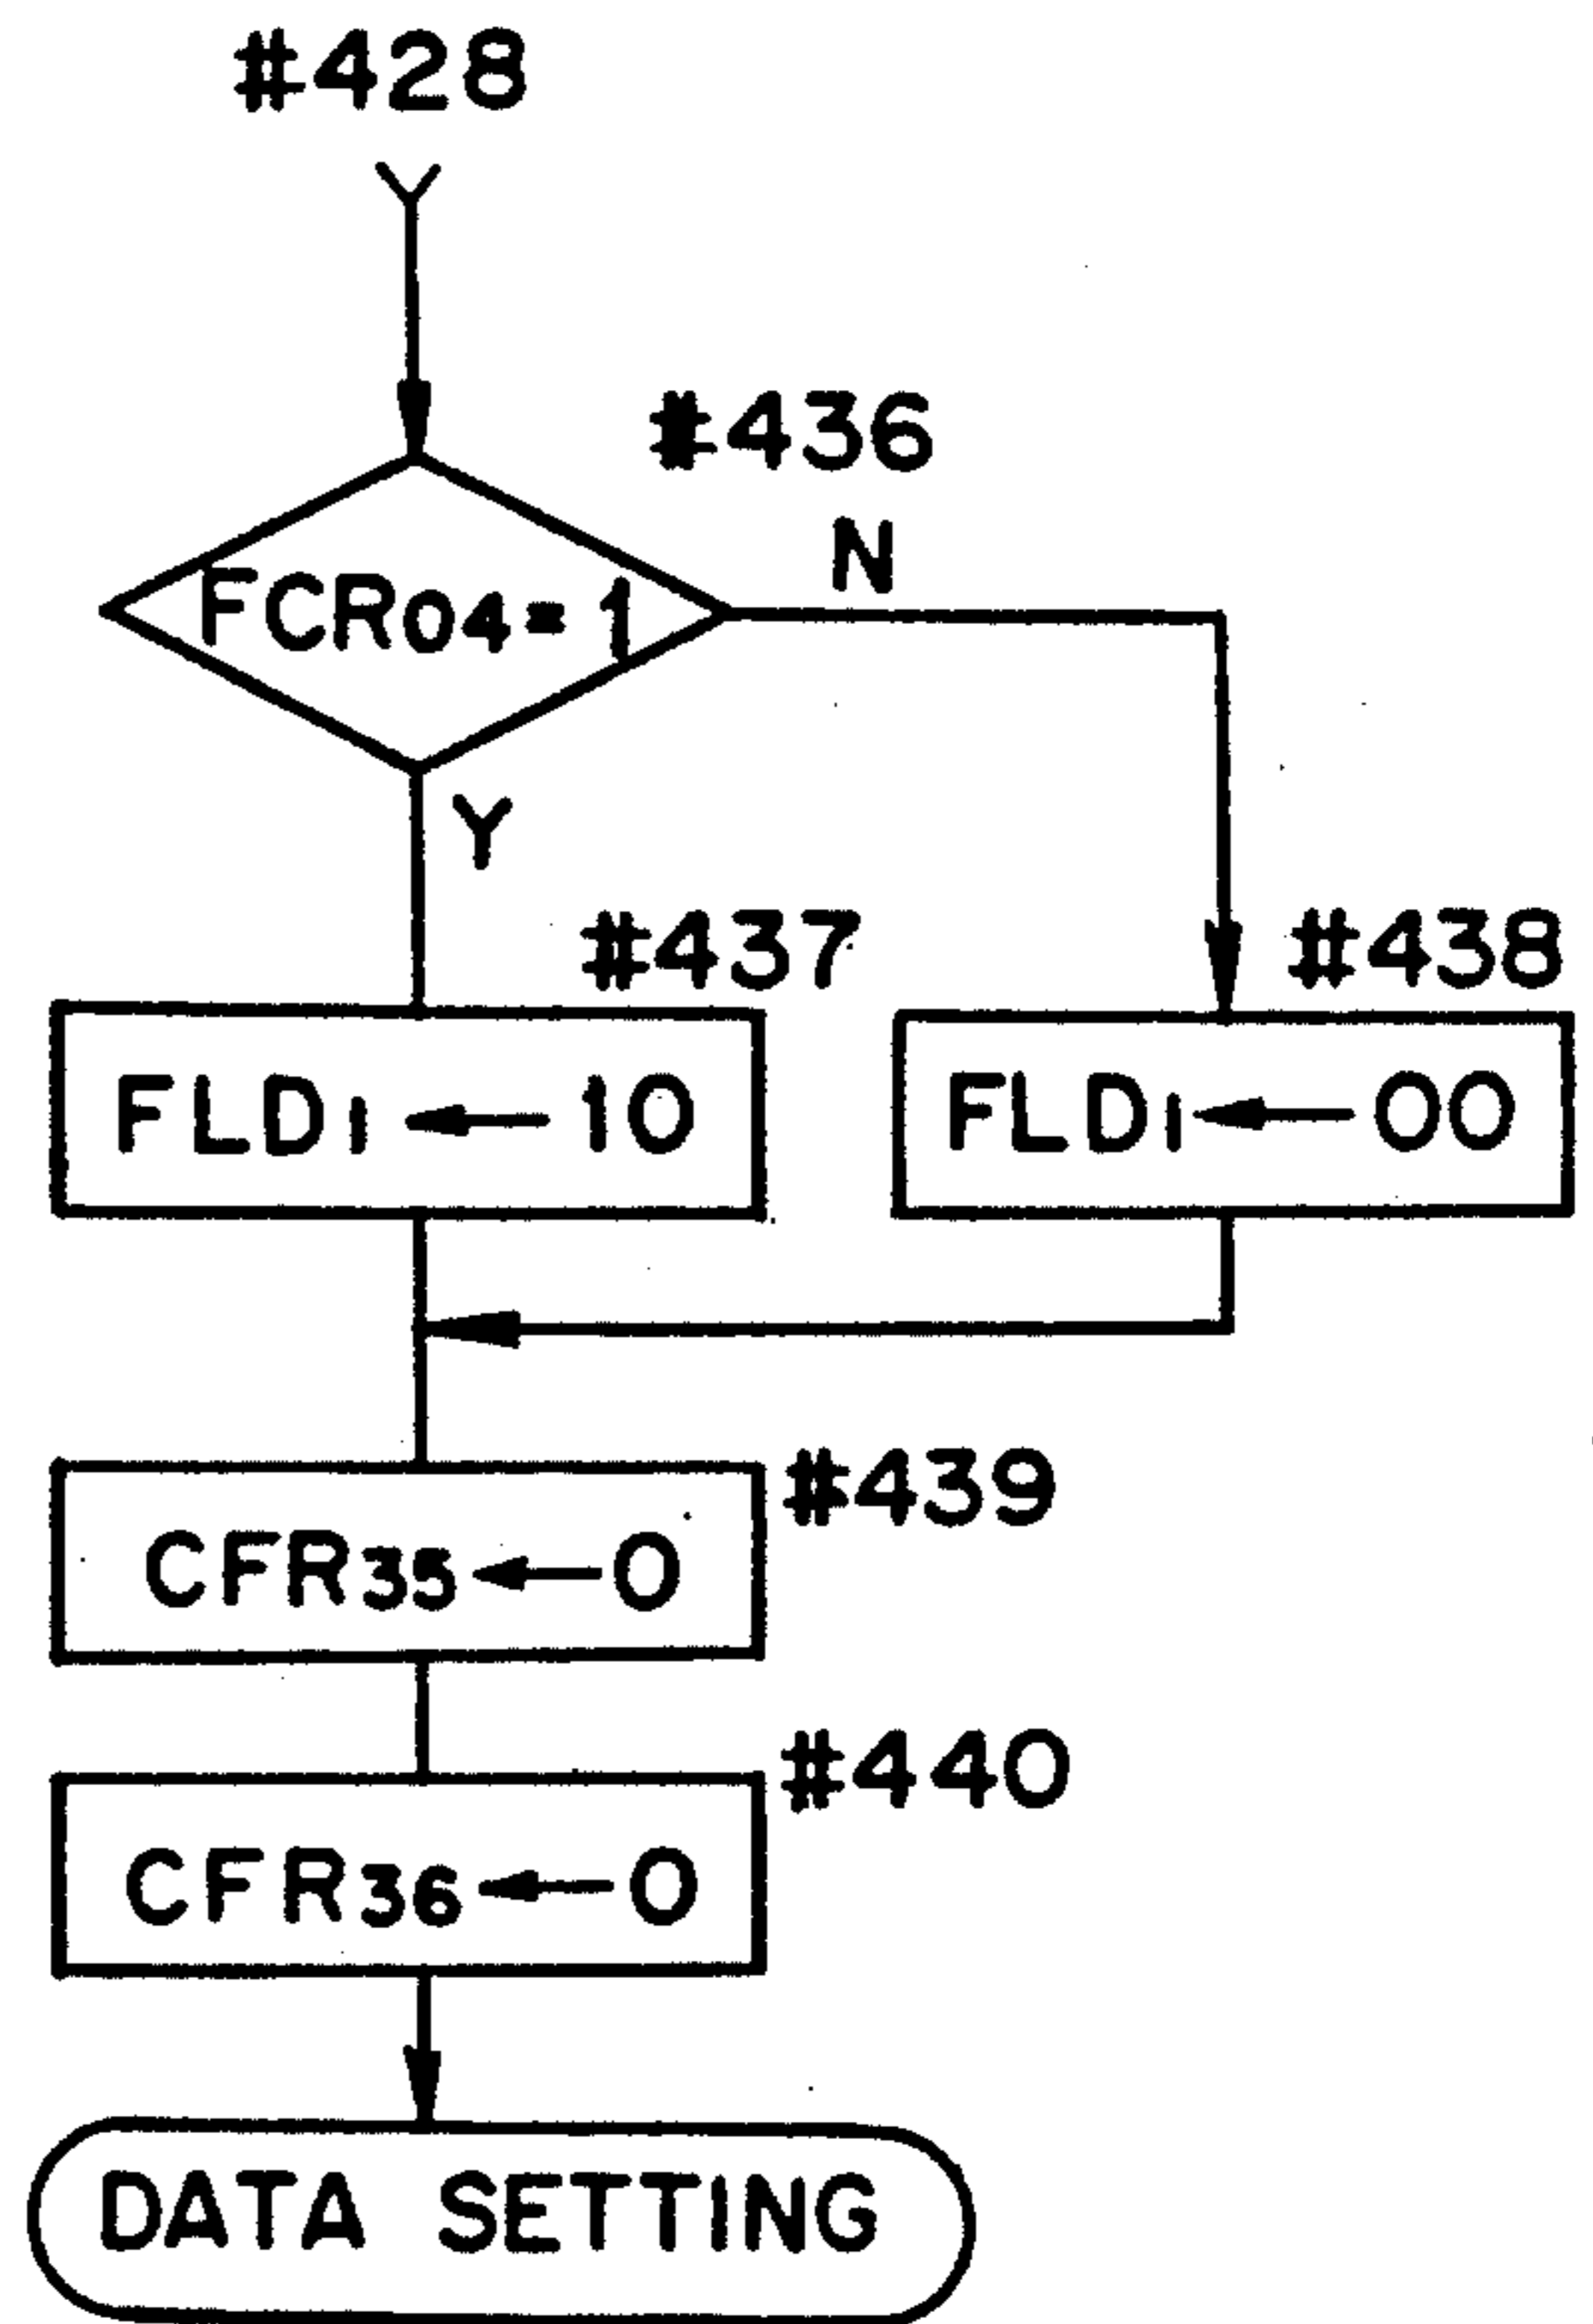 #428
Y
#436
N
FCR04=1
Y
#437
#438
FLD1←10
FLD1←00
#439
CFR35←0
#440
CFR36←0
DATA SETTING